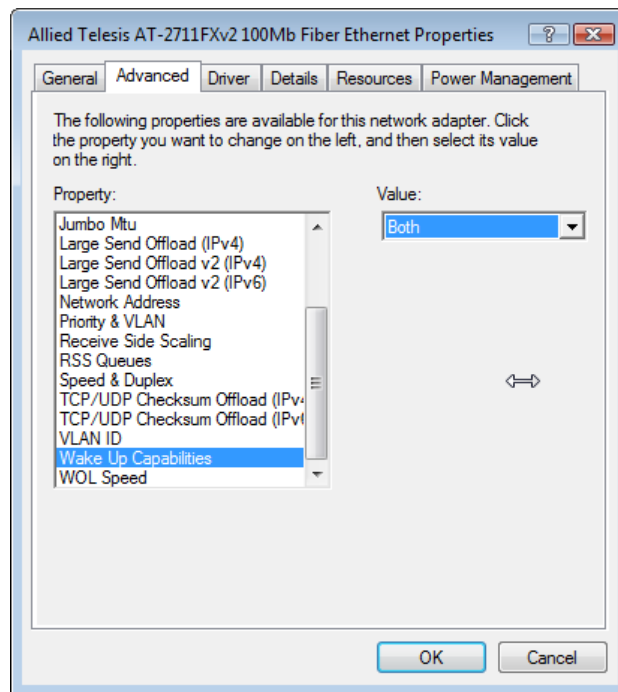 Allied Telesis AT-2711FXv2 100Mb Fiber Ethernet Properties
General Advanced Driver Details Resources Power Management
The following properties are available for this network adapter. Click
the property you want to change on the left, and then select its value
on the right.
Property:
Value:
Jumbo Mtu
Large Send Offload (IPv4)
Large Send Offload v2 (IPv4)
Large Send Offload v2 (IPv6)
Network Address
Priority & VLAN
Receive Side Scaling
RSS Queues
Speed & Duplex
TCP/UDP Checksum Offload (IPv4
TCP/UDP Checksum Offload (IPv6
VLAN ID
Wake Up Capabilities
WOL Speed
Both
OK
Cancel